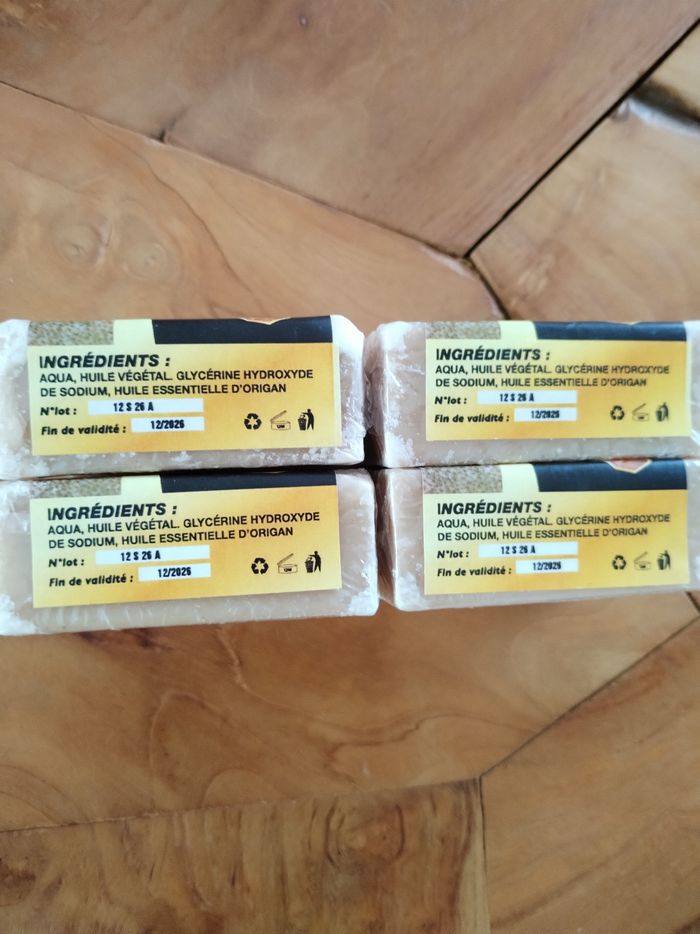 INGRÉDIENTS :
AQUA, HUILE VÉGÉTAL. GLYCÉRINE HYDROXYDE
DE SODIUM, HUILE ESSENTIELLE D'ORIGAN
N°lot : 12 S 26 A
Fin de validité : 12/2026
INGRÉDIENTS :
AQUA, HUILE VÉGÉTAL. GLYCÉRINE HYDROXYDE
DE SODIUM, HUILE ESSENTIELLE D'ORIGAN
N°lot : 12 S 26 A
Fin de validité : 12/2026
INGRÉDIENTS :
AQUA, HUILE VÉGÉTAL. GLYCÉRINE HYDROXYDE
DE SODIUM, HUILE ESSENTIELLE D'ORIGAN
N°lot : 12 S 26 A
Fin de validité : 12/2026
INGRÉDIENTS :
AQUA, HUILE VÉGÉTAL. GLYCÉRINE HYDROXYDE
DE SODIUM, HUILE ESSENTIELLE D'ORIGAN
N°lot : 12 S 26 A
Fin de validité : 12/2026